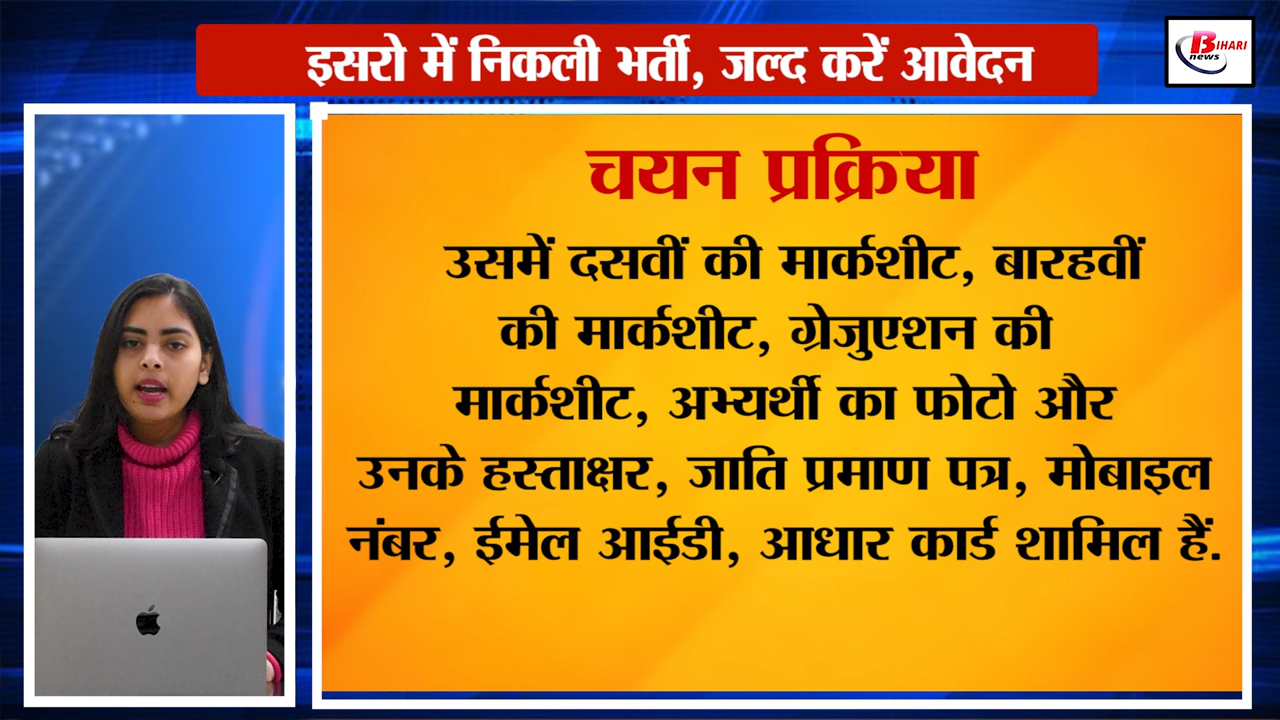 इसरो में निकली भर्ती, जल्द करें आवेदन
BIHARI
news
चयन प्रक्रिया
उसमें दसवीं की मार्कशीट, बारहवीं
की मार्कशीट, ग्रेजुएशन की
मार्कशीट, अभ्यर्थी का फोटो और
उनके हस्ताक्षर, जाति प्रमाण पत्र, मोबाइल
नंबर, ईमेल आईडी, आधार कार्ड शामिल हैं.